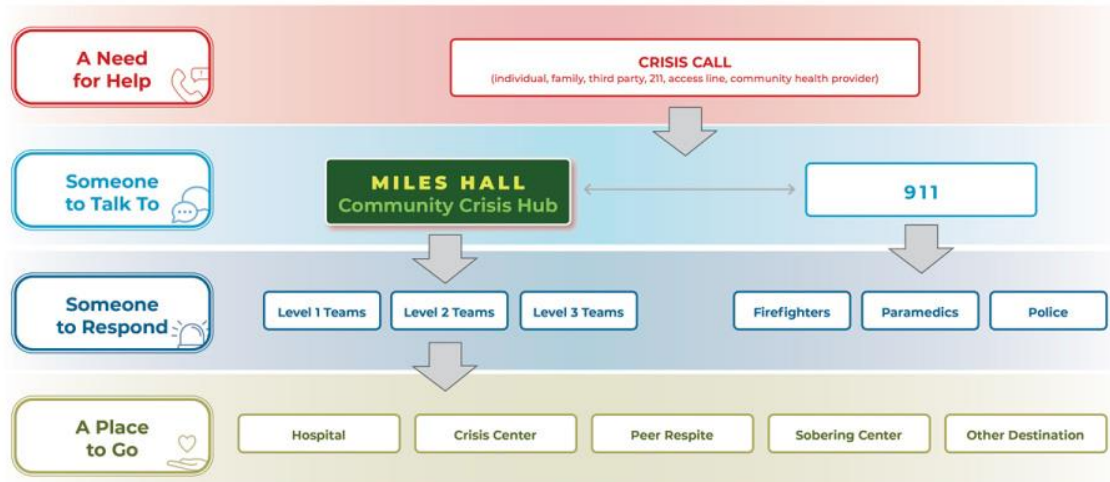 A Need
for Help
CRISIS CALL
(individual, family, third party, 211, access line, community health provider)
Someone
to Talk To
MILES HALL
Community Crisis Hub
911
Someone
to Respond
Level 1 Teams
Level 2 Teams
Level 3 Teams
Firefighters
Paramedics
Police
A Place
to Go
Hospital
Crisis Center
Peer Respite
Sobering Center
Other Destination